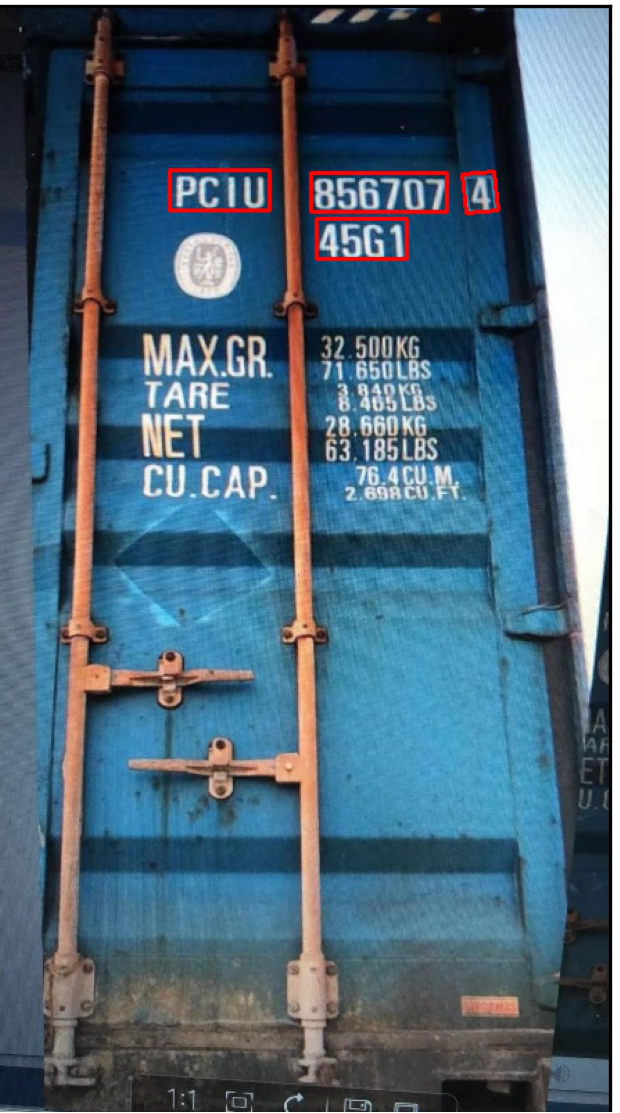 PCIU 856707 4
45G1
MAX.GR. 32.500KG
71.650LBS
TARE 3.840KG
8.465LBS
NET 28.660KG
63.185LBS
CU.CAP. 76.4CU.M.
2.698CU.FT.
1:1